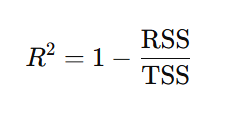 R² = 1 − RSS/TSS